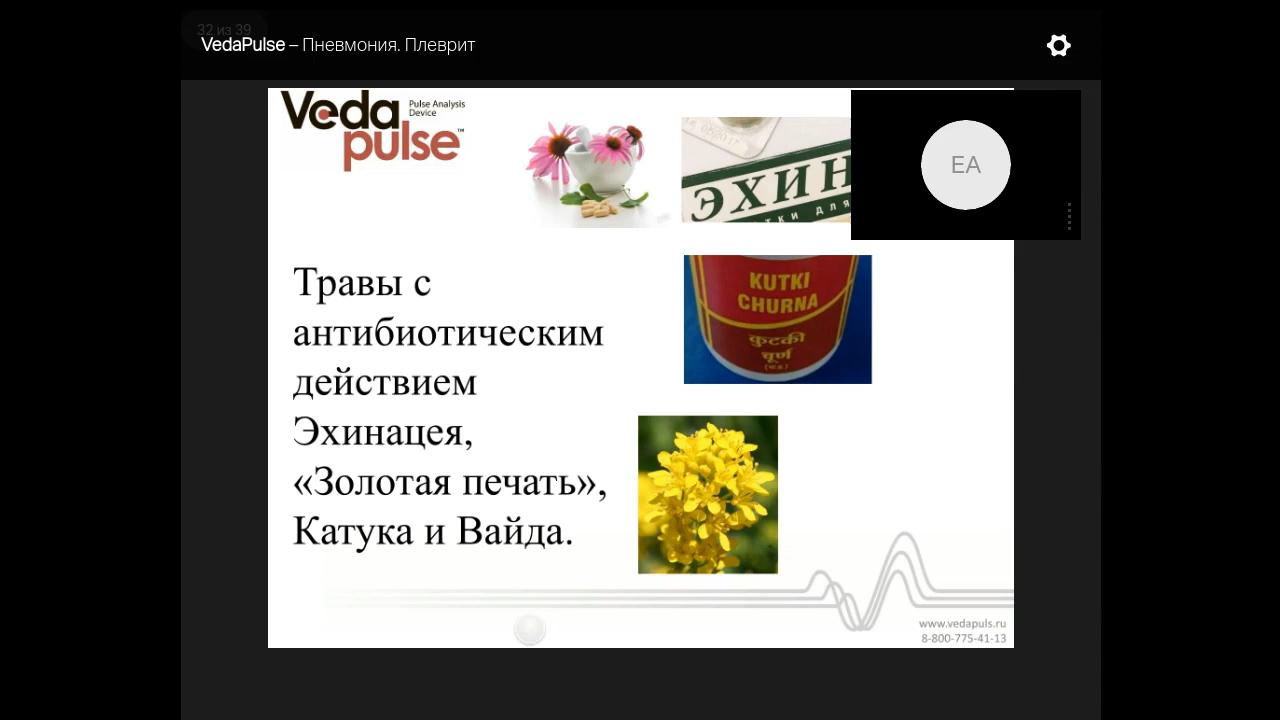 32 из 39
VedaPulse – Пневмония. Плеврит
Veda
pulse™
Pulse Analysis
Device
ЭХИН
EA
KUTKI
CHURNA
कुटकी
चूर्ण
Травы с
антибиотическим
действием
Эхинацея,
«Золотая печать»,
Катука и Вайда.
www.vedapuls.ru
8-800-775-41-13